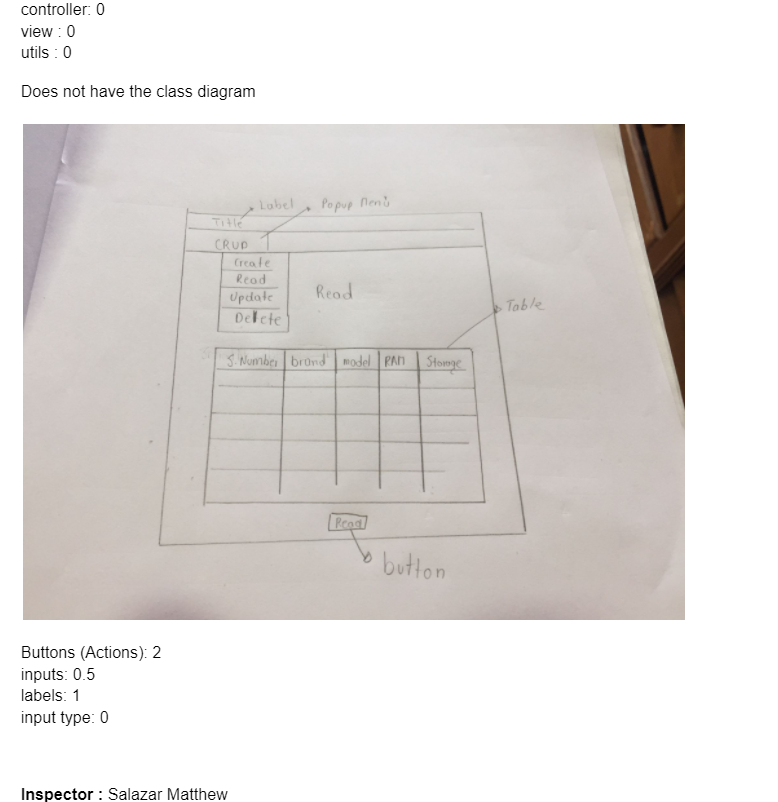 controller: 0
view : 0
utils : 0
Does not have the class diagram
Label Popup Menù
Title
CRUD
Create
Read
Update
Delete
Read
Table
S. Number brand model RAM Storage
Read
button
Buttons (Actions): 2
inputs: 0.5
labels: 1
input type: 0
Inspector : Salazar Matthew